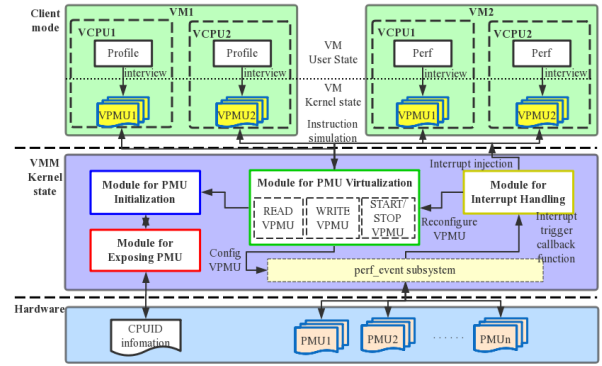 Client
mode
VM1
VM2
VCPU1
VCPU2
VCPU1
VCPU2
Profile
Profile
Perf
Perf
VM
User State
interview
interview
interview
interview
VM
Kernel state
VPMU1
VPMU2
VPMU1
VPMU2
Instruction
simulation
VMM
Kernel
state
Interrupt injection
Module for PMU
Initialization
Module for PMU Virtualization
READ
VPMU
WRITE
VPMU
START/
STOP
VPMU
Module for
Interrupt Handling
Reconfigure
VPMU
Interrupt
trigger
callback
function
Module for
Exposing PMU
Config
VPMU
perf_event subsystem
Hardware
CPUID
infomation
PMU1
PMU2
······
PMUn